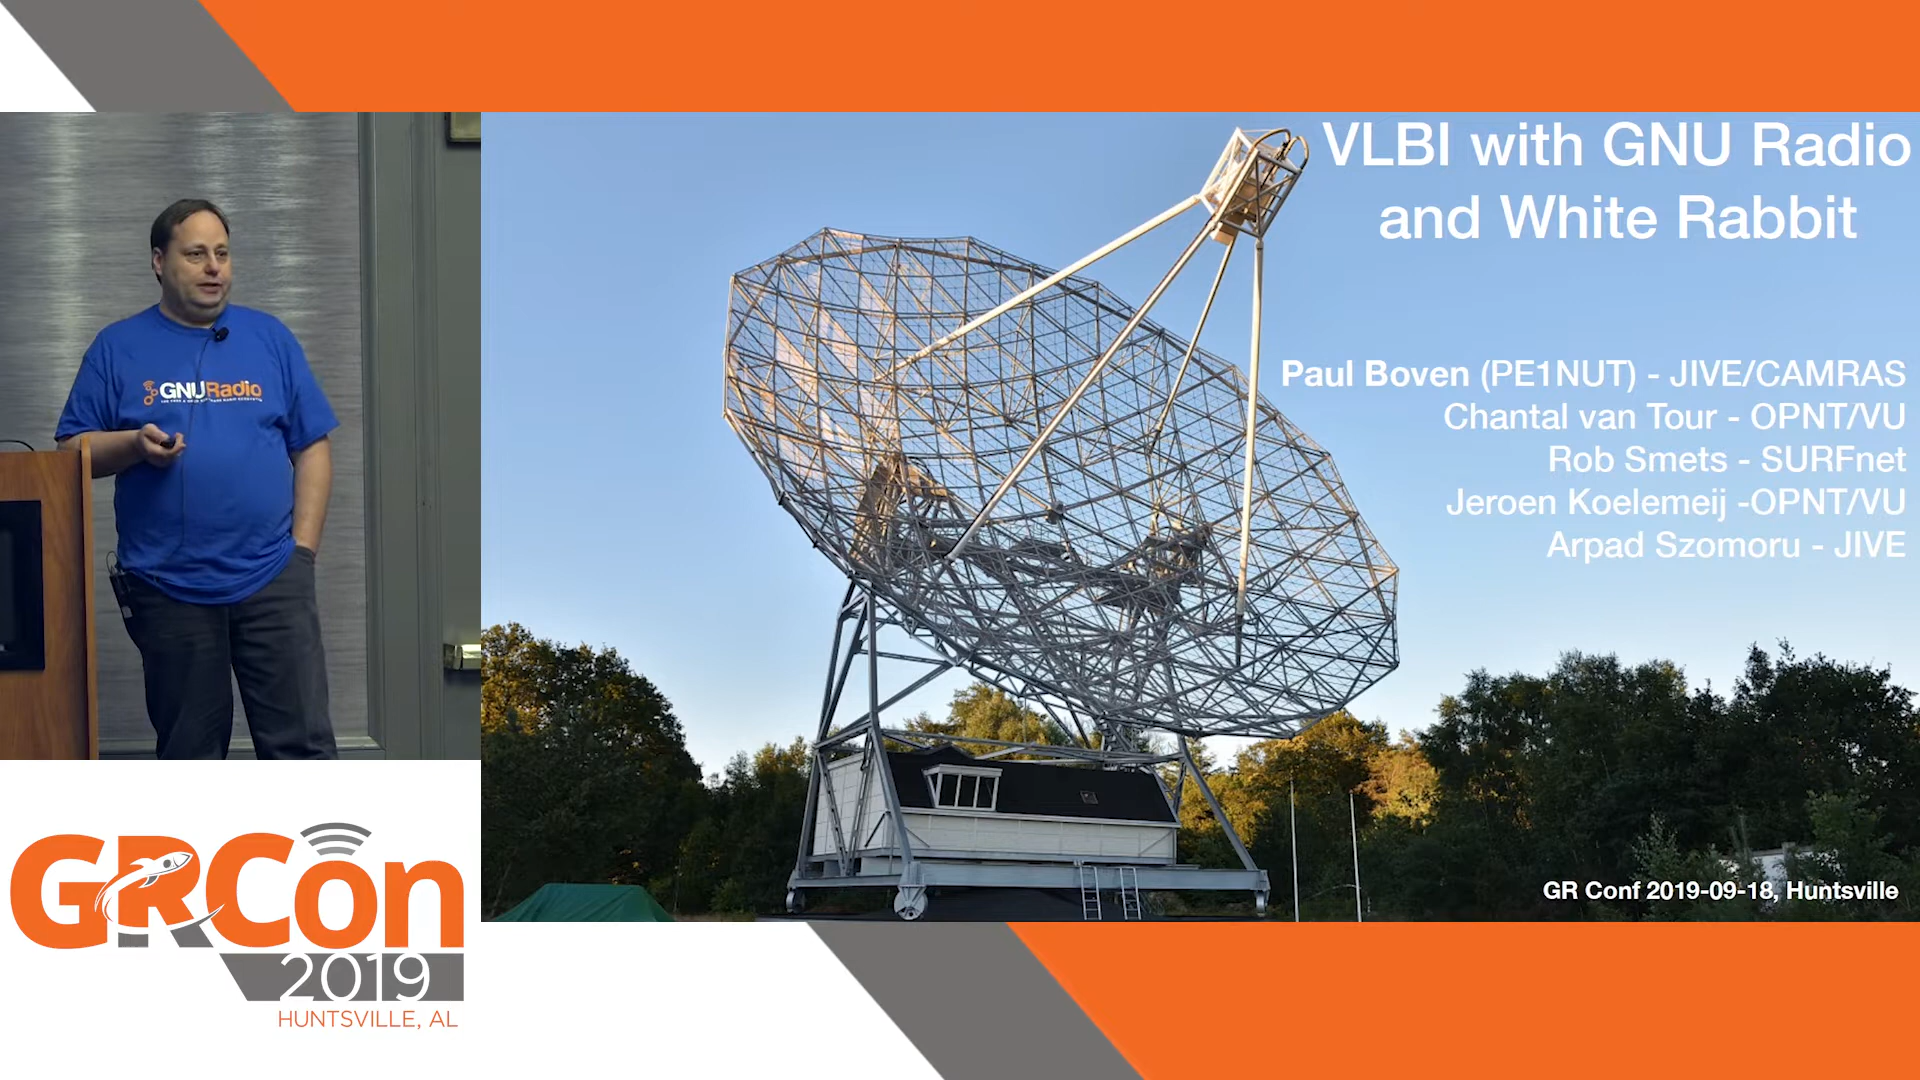 VLBI with GNU Radio
and White Rabbit
Paul Boven (PE1NUT) - JIVE/CAMRAS
Chantal van Tour - OPNT/VU
Rob Smets - SURFnet
Jeroen Koelemeij -OPNT/VU
Arpad Szomoru - JIVE
GR Conf 2019-09-18, Huntsville
GNURadio
GRCon
2019
HUNTSVILLE, AL